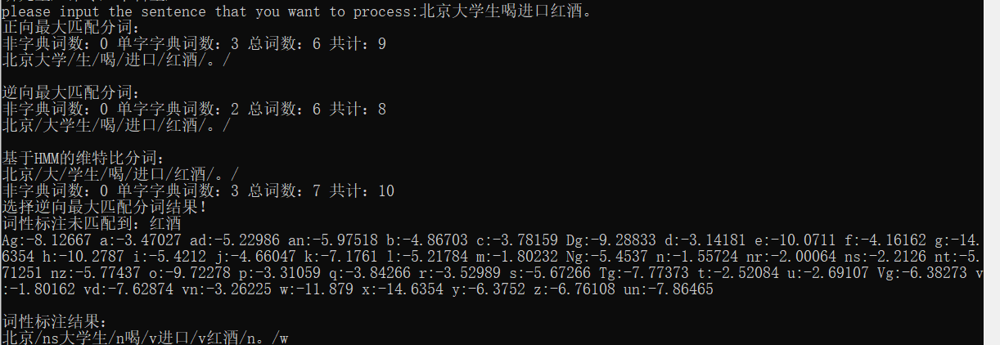 please input the sentence that you want to process:北京大学生喝进口红酒。
正向最大匹配分词：
非字典词数：0 单字字典词数：3 总词数：6 共计：9
北京大学/生/喝/进口/红酒/。/
逆向最大匹配分词：
非字典词数：0 单字字典词数：2 总词数：6 共计：8
北京/大学生/喝/进口/红酒/。/
基于HMM的维特比分词：
北京/大/学生/喝/进口/红酒/。/
非字典词数：0 单字字典词数：3 总词数：7 共计：10
选择逆向最大匹配分词结果！
词性标注未匹配到：红酒
Ag:-8.12667 a:-3.47027 ad:-5.22986 an:-5.97518 b:-4.86703 c:-3.78159 Dg:-9.28833 d:-3.14181 e:-10.0711 f:-4.16162 g:-14.
6354 h:-10.2787 i:-5.4212 j:-4.66047 k:-7.1761 l:-5.21784 m:-1.80232 Ng:-5.4537 n:-1.55724 nr:-2.00064 ns:-2.2126 nt:-5.
71251 nz:-5.77437 o:-9.72278 p:-3.31059 q:-3.84266 r:-3.52989 s:-5.67266 Tg:-7.77373 t:-2.52084 u:-2.69107 Vg:-6.38273 v
:-1.80162 vd:-7.62874 vn:-3.26225 w:-11.879 x:-14.6354 y:-6.3752 z:-6.76108 un:-7.86465
词性标注结果：
北京/ns大学生/n喝/v进口/v红酒/n。/w